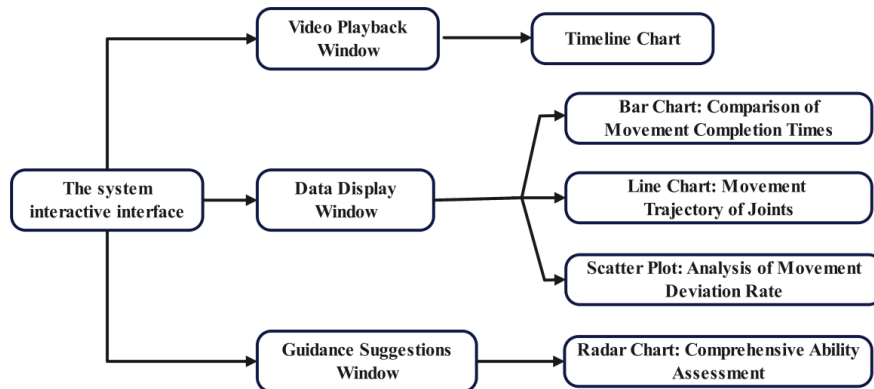 Video Playback
Window
Timeline Chart
Bar Chart: Comparison of
Movement Completion Times
The system
interactive interface
Data Display
Window
Line Chart: Movement
Trajectory of Joints
Scatter Plot: Analysis of Movement
Deviation Rate
Guidance Suggestions
Window
Radar Chart: Comprehensive Ability
Assessment